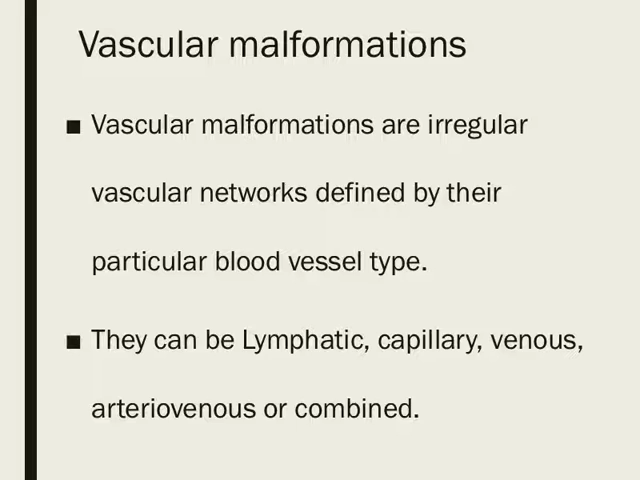 Vascular malformations
■ Vascular malformations are irregular
vascular networks defined by their
particular blood vessel type.
■ They can be Lymphatic, capillary, venous,
arteriovenous or combined.